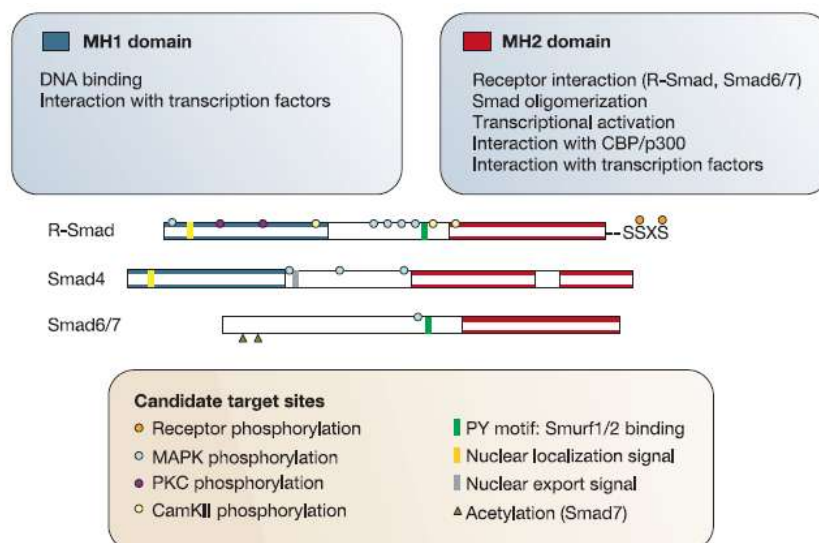 MH1 domain
DNA binding
Interaction with transcription factors
MH2 domain
Receptor interaction (R-Smad, Smad6/7)
Smad oligomerization
Transcriptional activation
Interaction with CBP/p300
Interaction with transcription factors
R-Smad
SSXS
Smad4
Smad6/7
Candidate target sites
Receptor phosphorylation
MAPK phosphorylation
PKC phosphorylation
CamKII phosphorylation
PY motif: Smurf1/2 binding
Nuclear localization signal
Nuclear export signal
Acetylation (Smad7)